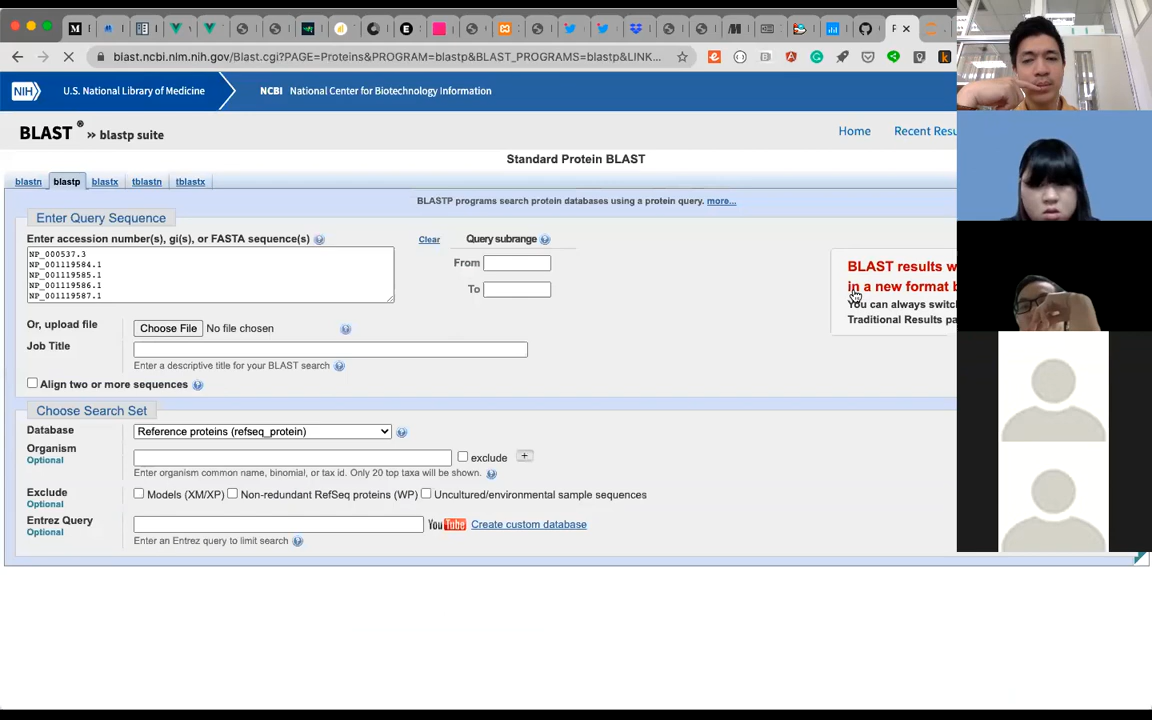 blast.ncbi.nlm.nih.gov/Blast.cgi?PAGE=Proteins&PROGRAM=blastp&BLAST_PROGRAMS=blastp&LINK...
NIH U.S. National Library of Medicine NCBI National Center for Biotechnology Information
BLAST ® » blastp suite Home Recent Resu
Standard Protein BLAST
blastn blastp blastx tblastn tblastx
BLASTP programs search protein databases using a protein query. more...
Enter Query Sequence
Enter accession number(s), gi(s), or FASTA sequence(s) Clear Query subrange
NP_000537.3
NP_001119584.1
NP_001119585.1
NP_001119586.1
NP_001119587.1
From
To
BLAST results w
in a new format b
You can always switc
Traditional Results pa
Or, upload file Choose File No file chosen
Job Title
Enter a descriptive title for your BLAST search
Align two or more sequences
Choose Search Set
Database Reference proteins (refseq_protein)
Organism
Optional
exclude +
Enter organism common name, binomial, or tax id. Only 20 top taxa will be shown.
Exclude
Optional
Models (XM/XP) Non-redundant RefSeq proteins (WP) Uncultured/environmental sample sequences
Entrez Query
Optional
YouTube Create custom database
Enter an Entrez query to limit search